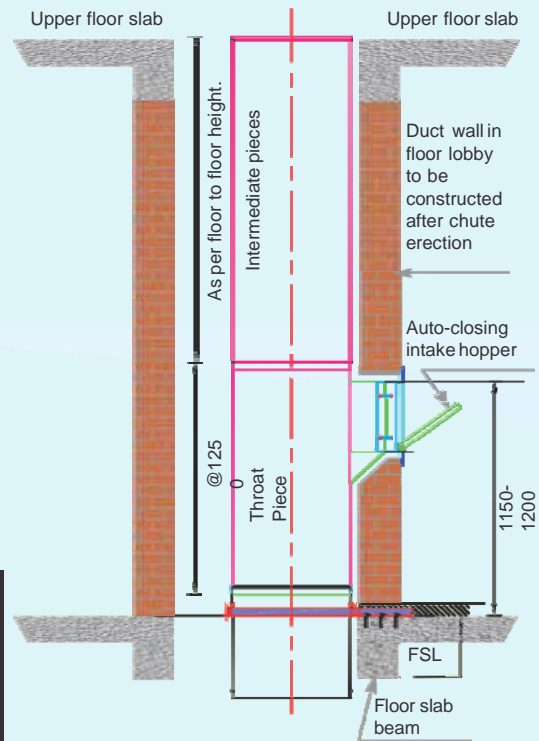 Upper floor slab
Upper floor slab
As per floor to floor height.
Intermediate pieces
Duct wall in
floor lobby
to be
constructed
after chute
erection
Auto-closing
intake hopper
@125
0
Throat
Piece
1150-
1200
FSL
Floor slab
beam